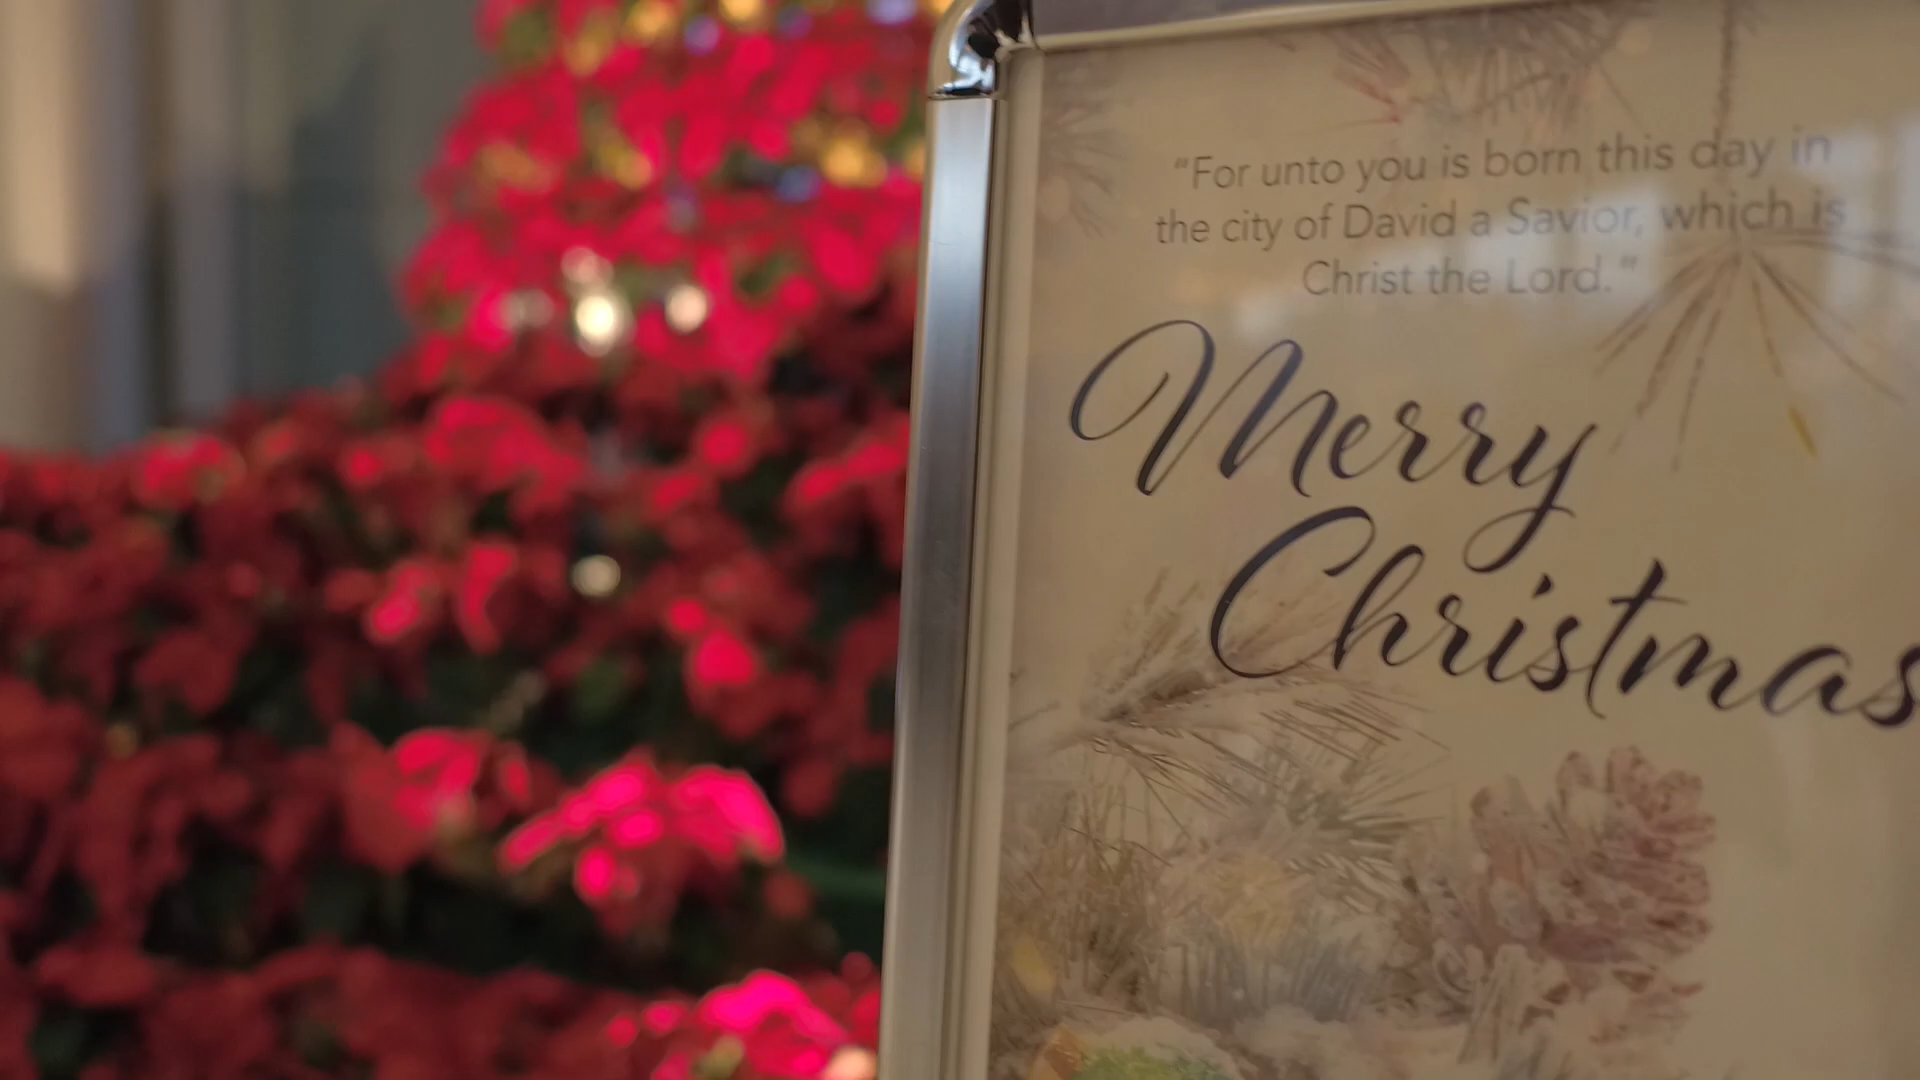 “For unto you is born this day in
the city of David a Savior, which is
Christ the Lord.”
Merry
Christmas